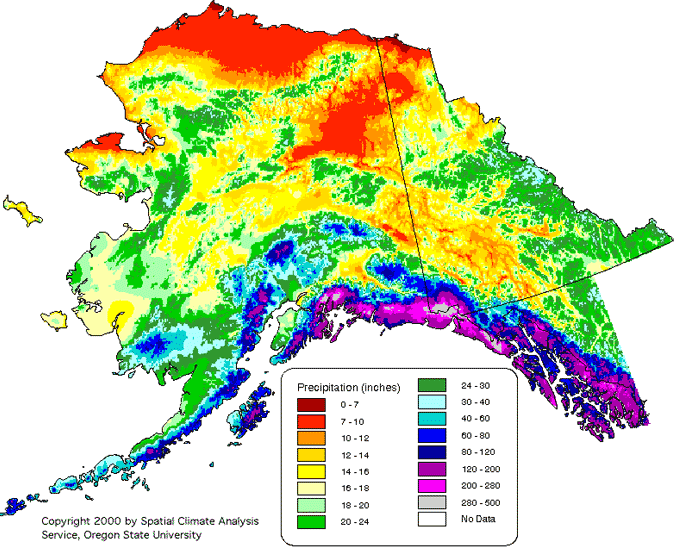 Precipitation (inches)
0 - 7
7 - 10
10 - 12
12 - 14
14 - 16
16 - 18
18 - 20
20 - 24
24 - 30
30 - 40
40 - 60
60 - 80
80 - 120
120 - 200
200 - 280
280 - 500
No Data
Copyright 2000 by Spatial Climate Analysis
Service, Oregon State University